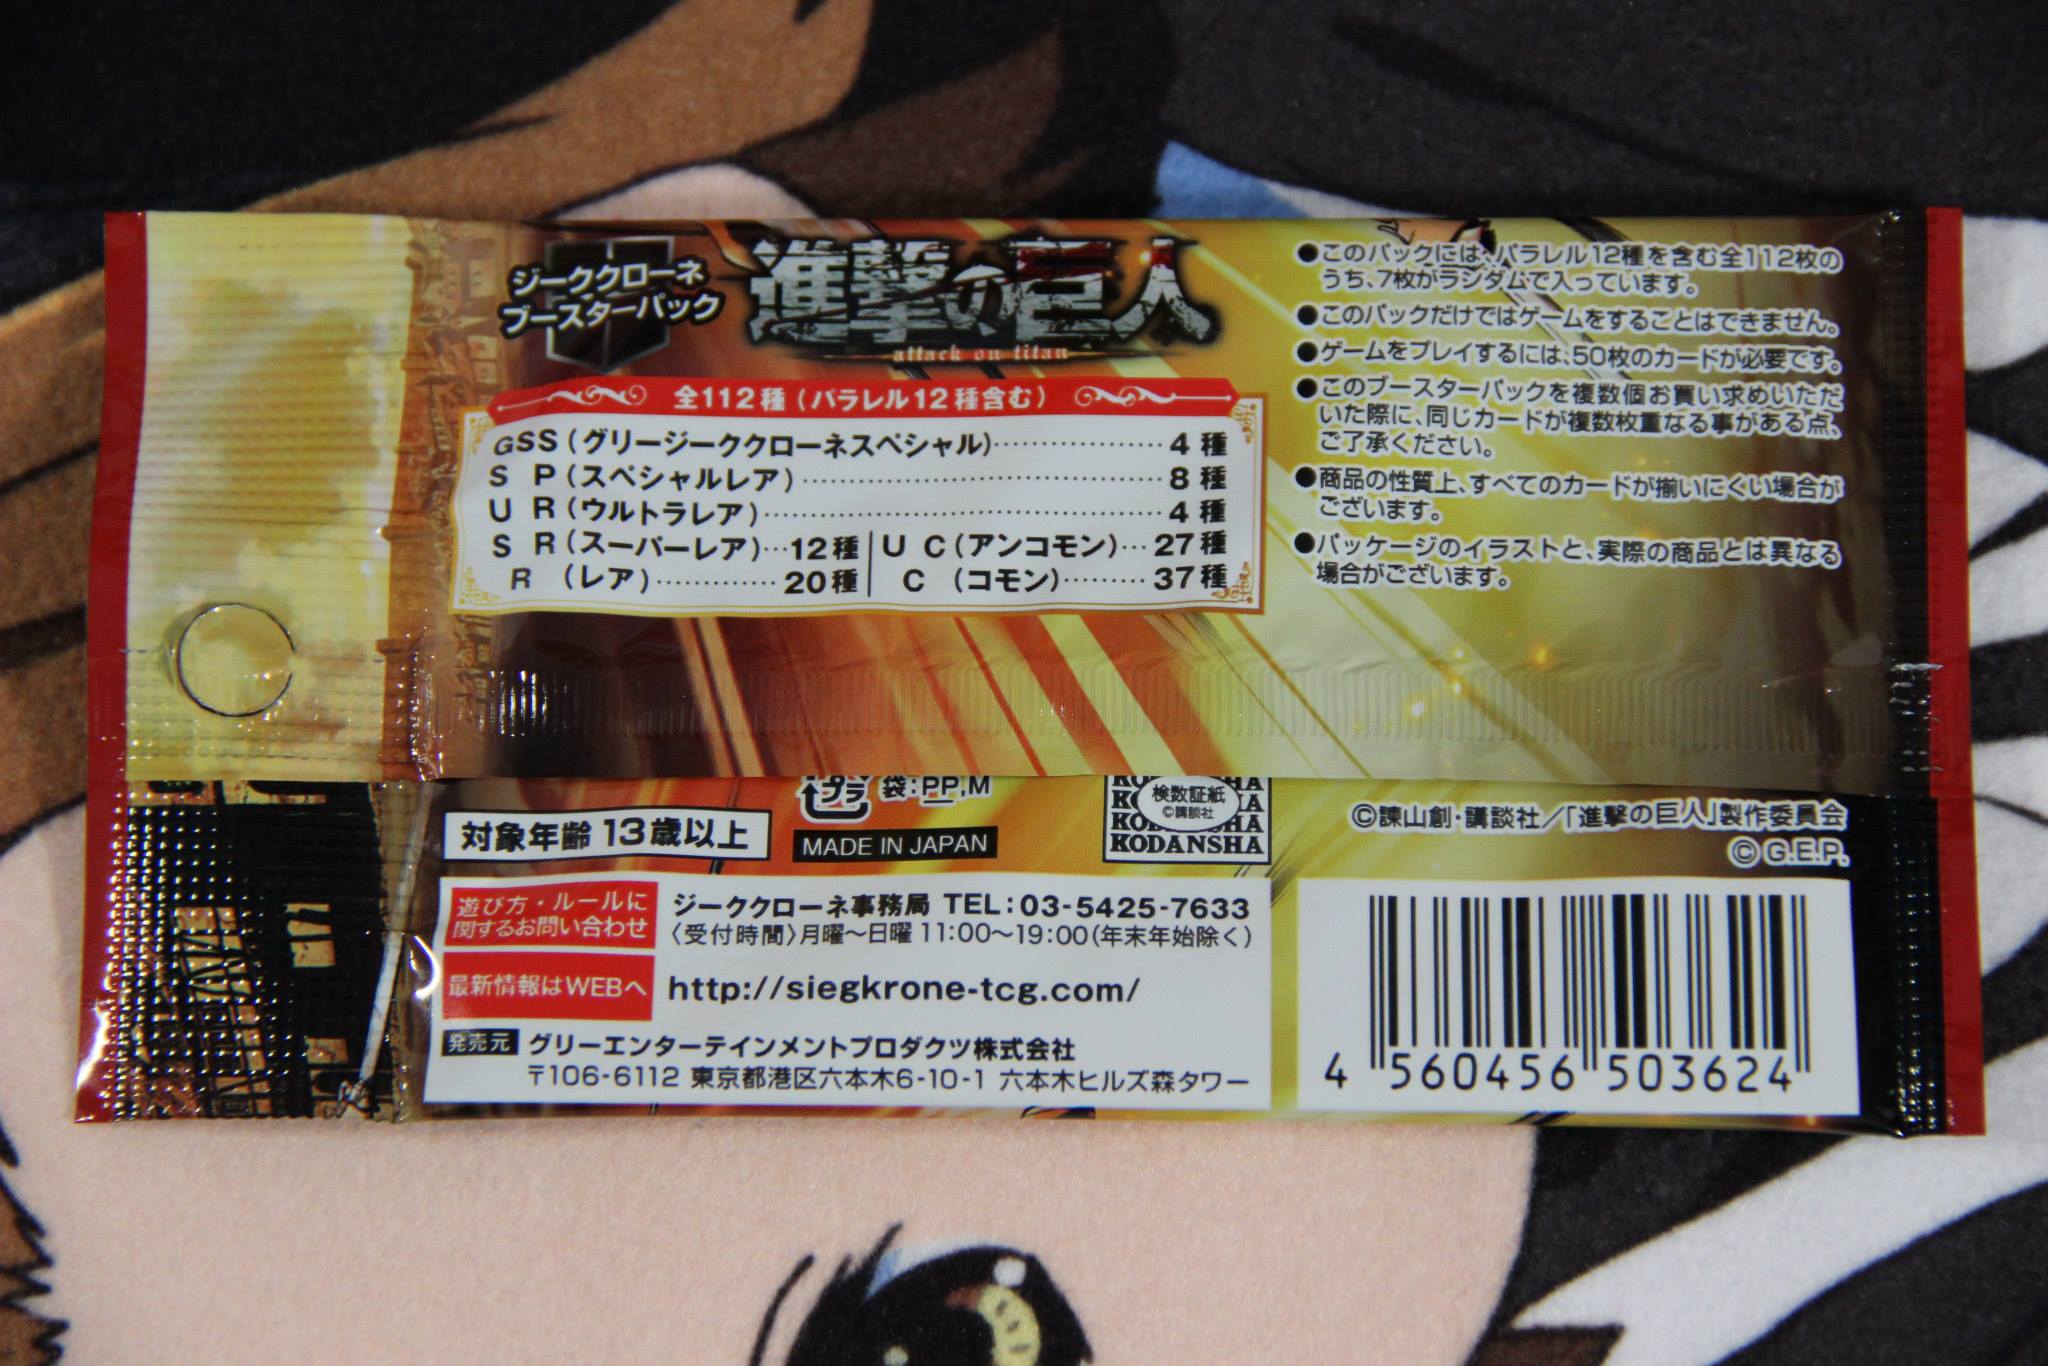 ジーククローネ
ブースターパック
進撃の巨人
attack on titan
全112種(パラレル12種含む)
GSS(グリージーククローネスペシャル)‥‥‥‥‥‥4種
S P(スペシャルレア)‥‥‥‥‥‥8種
U R(ウルトラレア)‥‥‥‥‥‥4種
S R(スーパーレア)‥12種
R (レア)‥‥‥‥20種
U C(アンコモン)‥27種
C (コモン)‥‥‥37種
●このパックには、パラレル12種を含む全112枚の
うち、7枚がランダムで入っています。
●このパックだけではゲームをすることはできません。
●ゲームをプレイするには、50枚のカードが必要です。
●このブースターパックを複数個お買い求めいただ
いた際に、同じカードが複数枚重なる事がある点、
ご了承ください。
●商品の性質上、すべてのカードが揃いにくい場合が
ございます。
●パッケージのイラストと、実際の商品とは異なる
場合がございます。
プラ
袋:PP,M
対象年齢 13歳以上
MADE IN JAPAN
KODANSHA
検数証紙
©講談社
KODANSHA
©諫山創・講談社/「進撃の巨人」製作委員会
©G.E.P.
遊び方・ルールに
関するお問い合わせ
ジーククローネ事務局 TEL:03-5425-7633
〈受付時間〉月曜〜日曜 11:00〜19:00(年末年始除く)
最新情報はWEBへ
http://siegkrone-tcg.com/
発売元 グリーエンターテインメントプロダクツ株式会社
〒106-6112 東京都港区六本木6-10-1 六本木ヒルズ森タワー
4 560456 503624